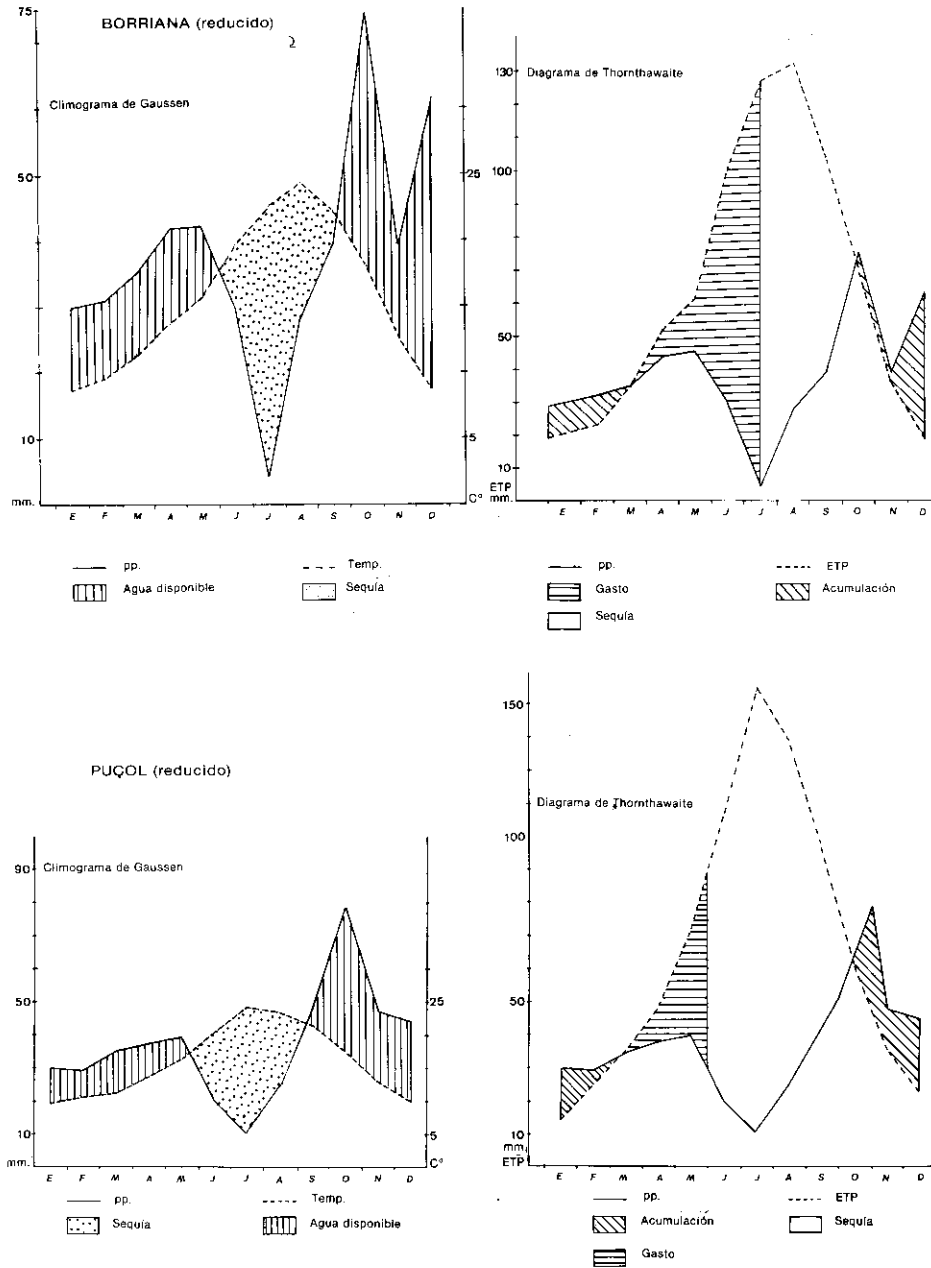 BORRIANA (reducido)
Climograma de Gaussen
75
50
10
mm.
25
5
C°
E F M A M J J A S O N D
pp.
Temp.
Agua disponible
Sequía
Diagrama de Thornthawaite
130
100
50
10
ETP
mm.
E F M A M J J A S O N D
pp.
ETP
Gasto
Acumulación
Sequía
PUÇOL (reducido)
Climograma de Gaussen
90
50
10
mm.
25
5
C°
E F M A M J J A S O N D
pp.
Temp.
Sequía
Agua disponible
Diagrama de Thornthawaite
150
100
50
10
mm.
ETP
E F M A M J J A S O N D
pp.
ETP
Acumulación
Sequía
Gasto